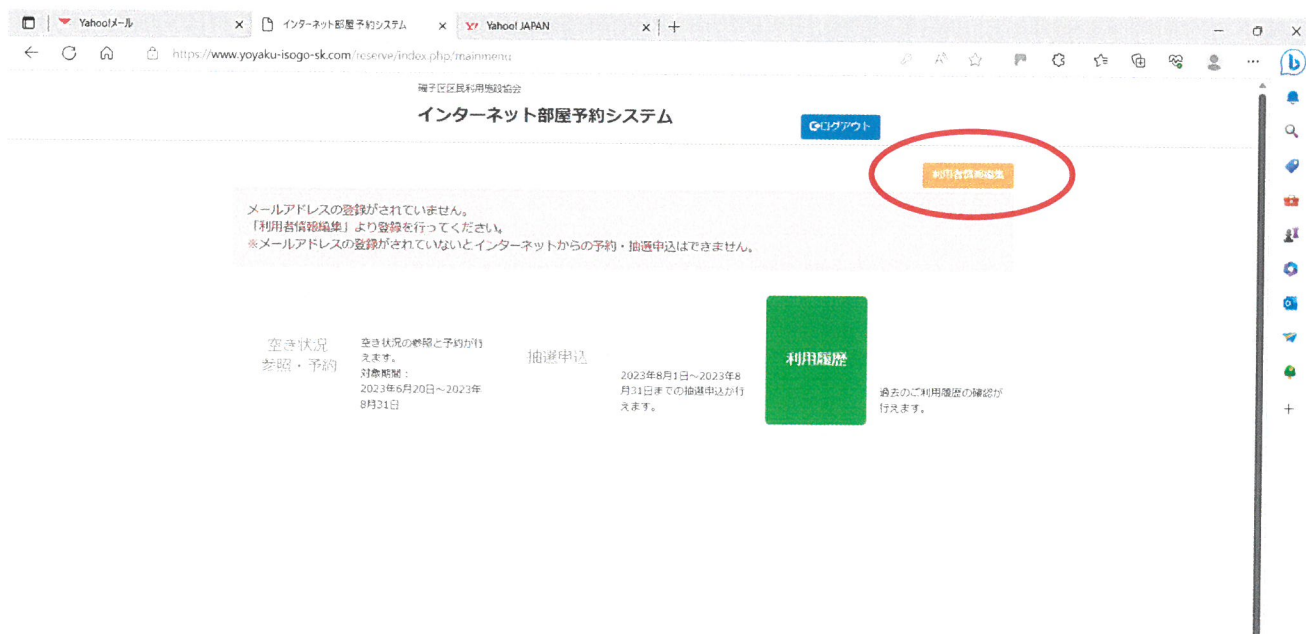 Yahoo!メール
インターネット部屋予約システム
Yahoo! JAPAN
https://www.yoyaku-isogo-sk.com/reserve/index.php/mainmenu
磯子区区民利用施設協会
インターネット部屋予約システム
ログアウト
利用者情報編集
メールアドレスの登録がされていません。
「利用者情報編集」より登録を行ってください。
※メールアドレスの登録がされていないとインターネットからの予約・抽選申込はできません。
空き状況
参照・予約
空き状況の参照と予約が行
えます。
対象期間：
2023年6月20日～2023年
8月31日
抽選申込
2023年8月1日～2023年8
月31日までの抽選申込が行
えます。
利用履歴
過去のご利用履歴の確認が
行えます。